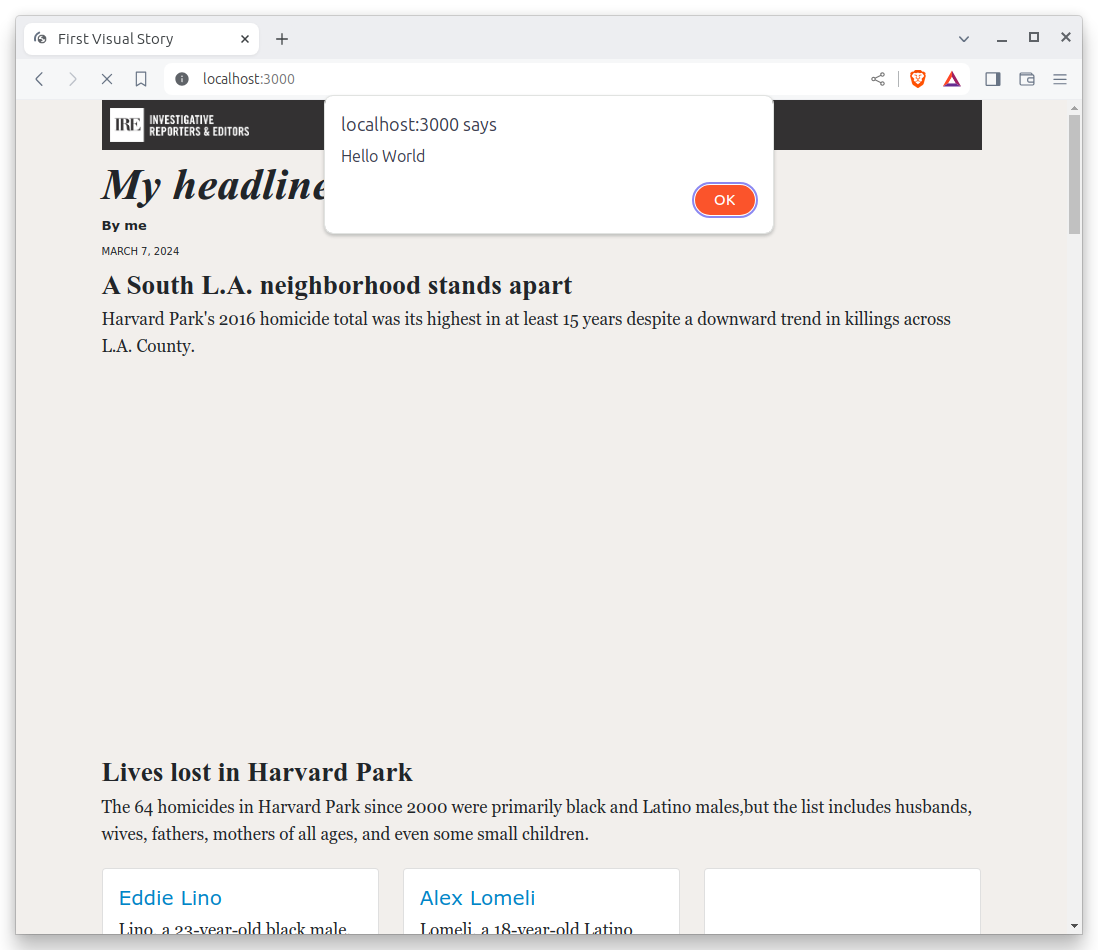 First Visual Story
localhost:3000
IRE
INVESTIGATIVE
REPORTERS & EDITORS
localhost:3000 says
Hello World
OK
My headline
By me
MARCH 7, 2024
A South L.A. neighborhood stands apart
Harvard Park's 2016 homicide total was its highest in at least 15 years despite a downward trend in killings across
L.A. County.
Lives lost in Harvard Park
The 64 homicides in Harvard Park since 2000 were primarily black and Latino males,but the list includes husbands,
wives, fathers, mothers of all ages, and even some small children.
Eddie Lino
Alex Lomeli
Lino, a 23-year-old black male
Lomeli, a 18-year-old Latino